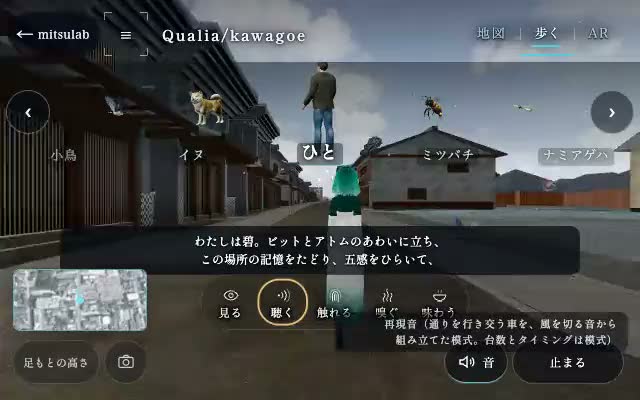 ← mitsulab
Qualia/kawagoe
地図 | 歩く | AR
小鳥
イヌ
ひと
ミツバチ
ナミアゲハ
わたしは碧。ビットとアトムのあわいに立ち、
この場所の記憶をたどり、五感をひらいて、
見る
聴く
触れる
嗅ぐ
味わう
再現音（通りを行き交う車を、風を切る音から
組み立てた模式。台数とタイミングは模式）
足もとの高さ
音
止まる